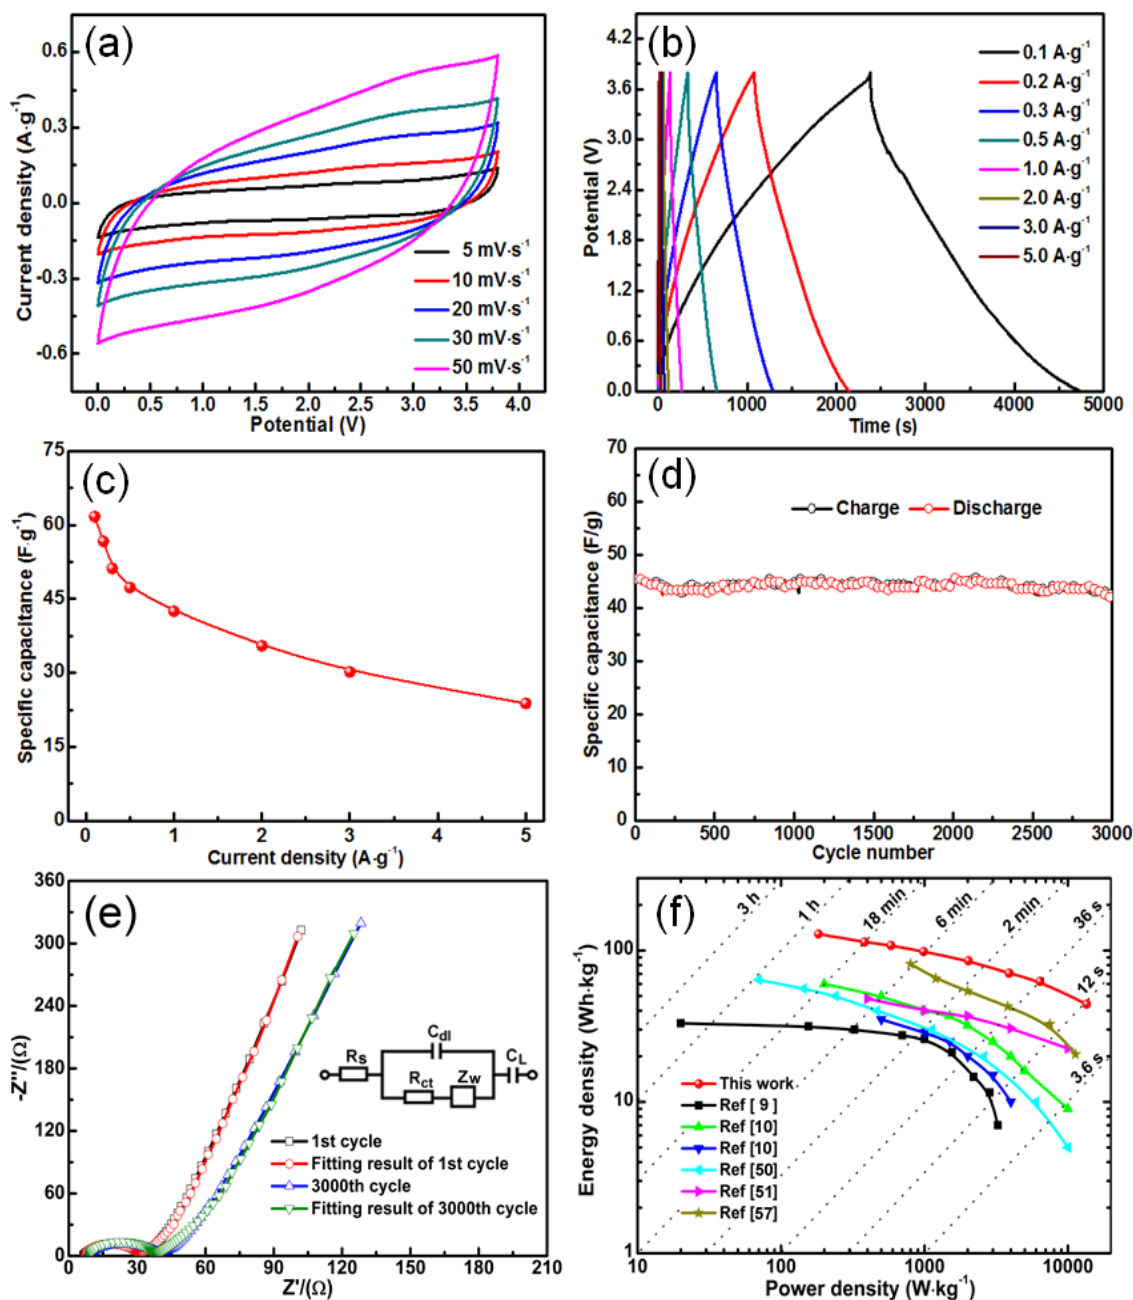 (a)
0.6
0.3
0.0
-0.3
-0.6
Current density (A·g⁻¹)
5 mV·s⁻¹
10 mV·s⁻¹
20 mV·s⁻¹
30 mV·s⁻¹
50 mV·s⁻¹
0.0 0.5 1.0 1.5 2.0 2.5 3.0 3.5 4.0
Potential (V)
(b)
4.2
3.6
3.0
2.4
1.8
1.2
0.6
0.0
Potential (V)
0.1 A·g⁻¹
0.2 A·g⁻¹
0.3 A·g⁻¹
0.5 A·g⁻¹
1.0 A·g⁻¹
2.0 A·g⁻¹
3.0 A·g⁻¹
5.0 A·g⁻¹
0 1000 2000 3000 4000 5000
Time (s)
(c)
75
60
45
30
15
0
Specific capacitance (F·g⁻¹)
0 1 2 3 4 5
Current density (A·g⁻¹)
(d)
70
60
50
40
30
20
10
0
Specific capacitance (F/g)
Charge Discharge
0 500 1000 1500 2000 2500 3000
Cycle number
(e)
360
300
240
180
120
60
0
-Z''/(Ω)
Rs
Cdl
CL
Rct
Zw
1st cycle
Fitting result of 1st cycle
3000th cycle
Fitting result of 3000th cycle
0 30 60 90 120 150 180 210
Z'/(Ω)
(f)
100
10
1
Energy density (Wh·kg⁻¹)
3 h
1 h
18 min
6 min
2 min
36 s
12 s
3.6 s
This work
Ref [ 9 ]
Ref [10]
Ref [10]
Ref [50]
Ref [51]
Ref [57]
10 100 1000 10000
Power density (W·kg⁻¹)